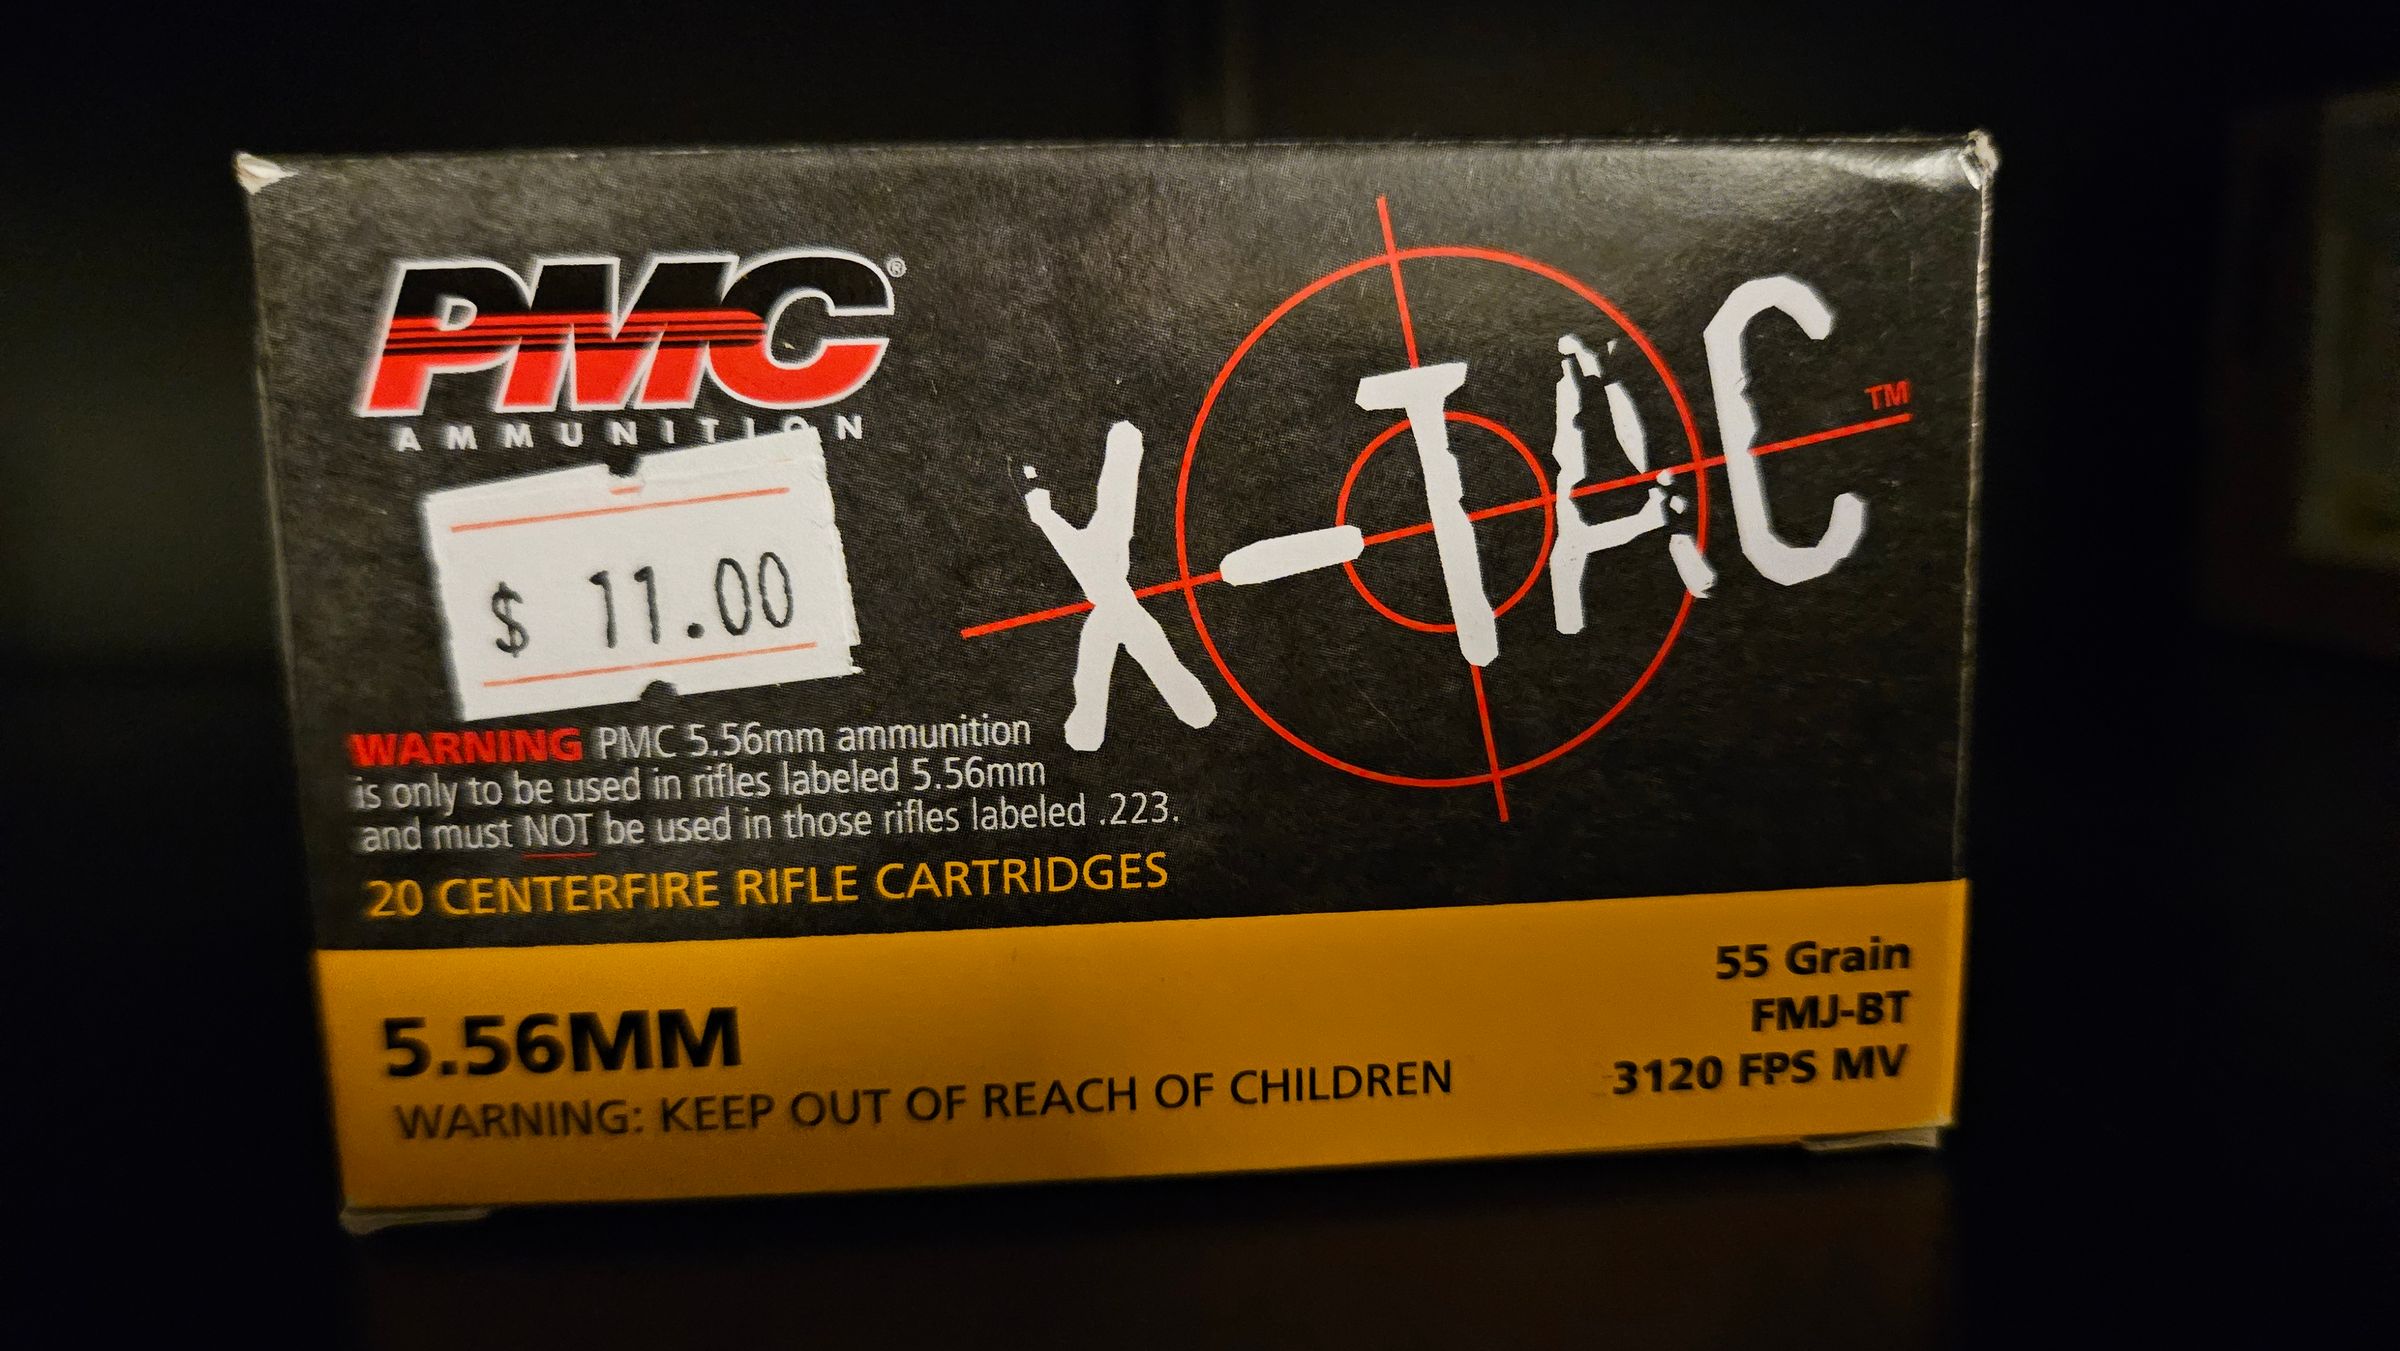 PMC®
AMMUNITION
$ 11.00
X-TAC™
WARNING PMC 5.56mm ammunition
is only to be used in rifles labeled 5.56mm
and must NOT be used in those rifles labeled .223.
20 CENTERFIRE RIFLE CARTRIDGES
5.56MM
WARNING: KEEP OUT OF REACH OF CHILDREN
55 Grain
FMJ-BT
3120 FPS MV